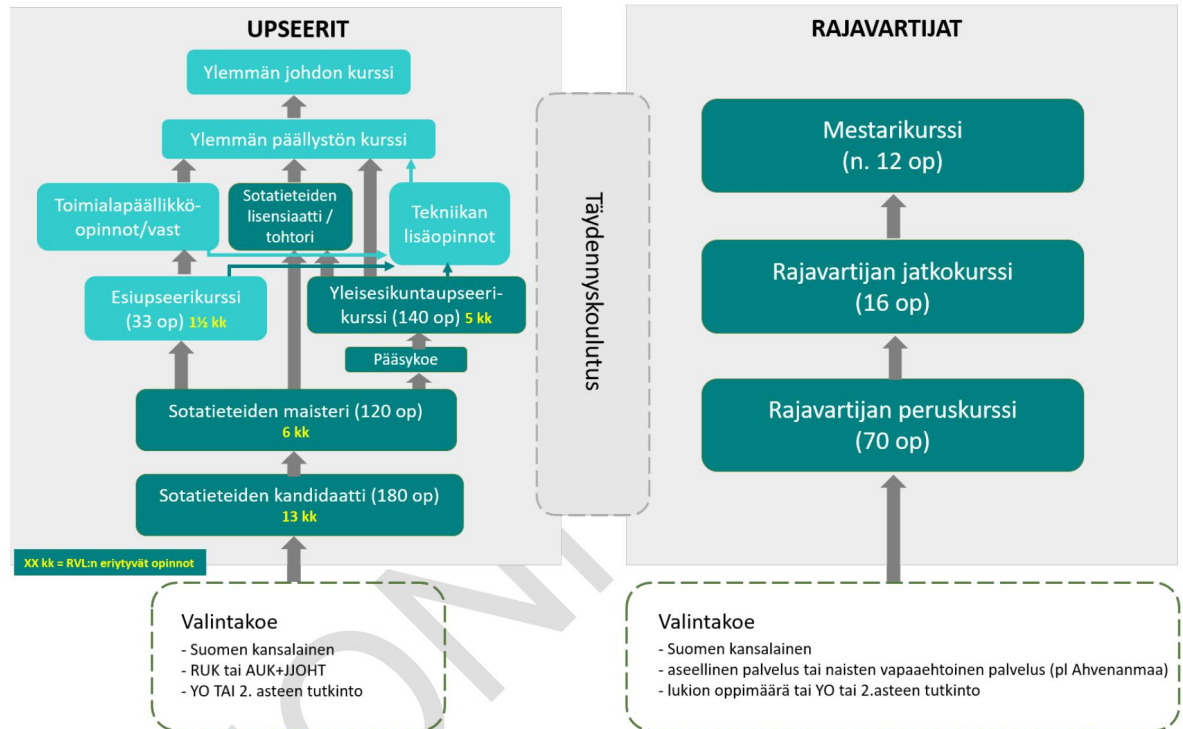 UPSEERIT
Ylemmän johdon kurssi
Ylemmän päällystön kurssi
Toimialapäällikkö-
opinnot/vast
Sotatieteiden
lisensiaatti /
tohtori
Tekniikan
lisäopinnot
Esiupseerikurssi
(33 op) 1½ kk
Yleisesikuntaupseeri-
kurssi (140 op) 5 kk
Pääsykoe
Sotatieteiden maisteri (120 op)
6 kk
Sotatieteiden kandidaatti (180 op)
13 kk
XX kk = RVL:n eriytyvät opinnot
Valintakoe
- Suomen kansalainen
- RUK tai AUK+JJOHT
- YO TAI 2. asteen tutkinto
Täydennyskoulutus
RAJAVARTIJAT
Mestarikurssi
(n. 12 op)
Rajavartijan jatkokurssi
(16 op)
Rajavartijan peruskurssi
(70 op)
Valintakoe
- Suomen kansalainen
- aseellinen palvelus tai naisten vapaaehtoinen palvelus (pl Ahvenanmaa)
- lukion oppimäärä tai YO tai 2.asteen tutkinto